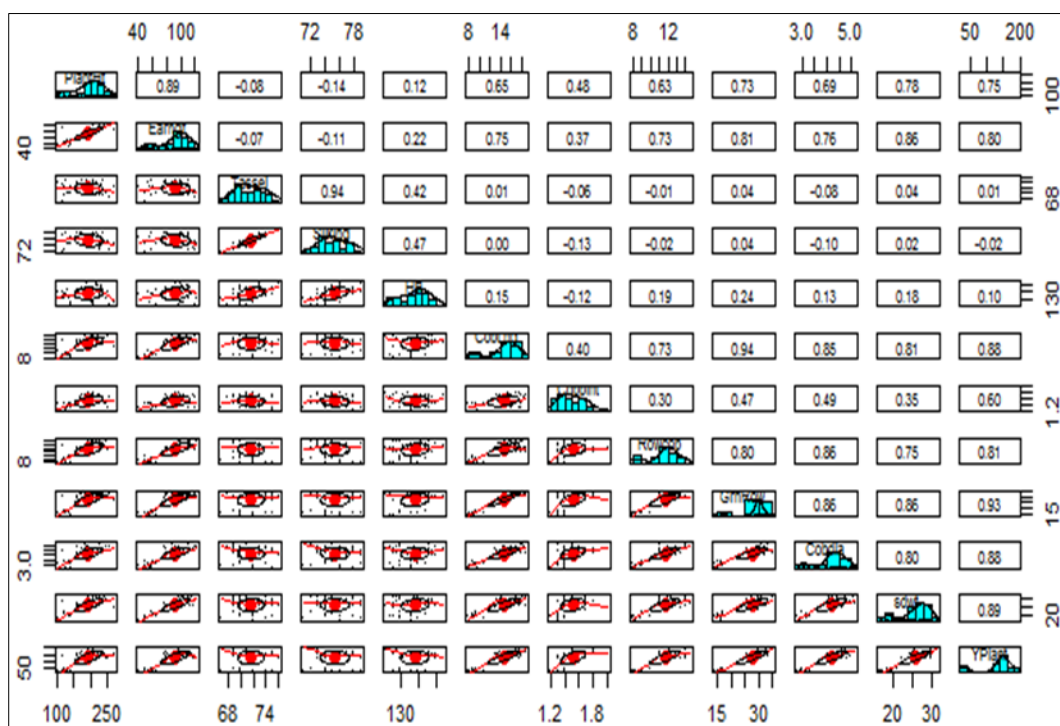 40 100 72 78 8 14 8 12 3.0 5.0 50 200
0.89 -0.08 -0.14 0.12 0.65 0.48 0.63 0.73 0.69 0.78 0.75 100
40 -0.07 -0.11 0.22 0.75 0.37 0.73 0.81 0.76 0.86 0.80
Tassel 0.94 0.42 0.01 -0.06 -0.01 0.04 -0.08 0.04 0.01 68
72 0.47 0.00 -0.13 -0.02 0.04 -0.10 0.02 -0.02
0.15 -0.12 0.19 0.24 0.13 0.18 0.10 130
8 0.40 0.73 0.94 0.85 0.81 0.88
0.30 0.47 0.49 0.35 0.60 1.2
8 0.80 0.86 0.75 0.81
0.86 0.86 0.93 15
3.0 Cobdia 0.80 0.88
0.89 20
50 YPlant
100 250 68 74 130 1.2 1.8 15 30 20 30